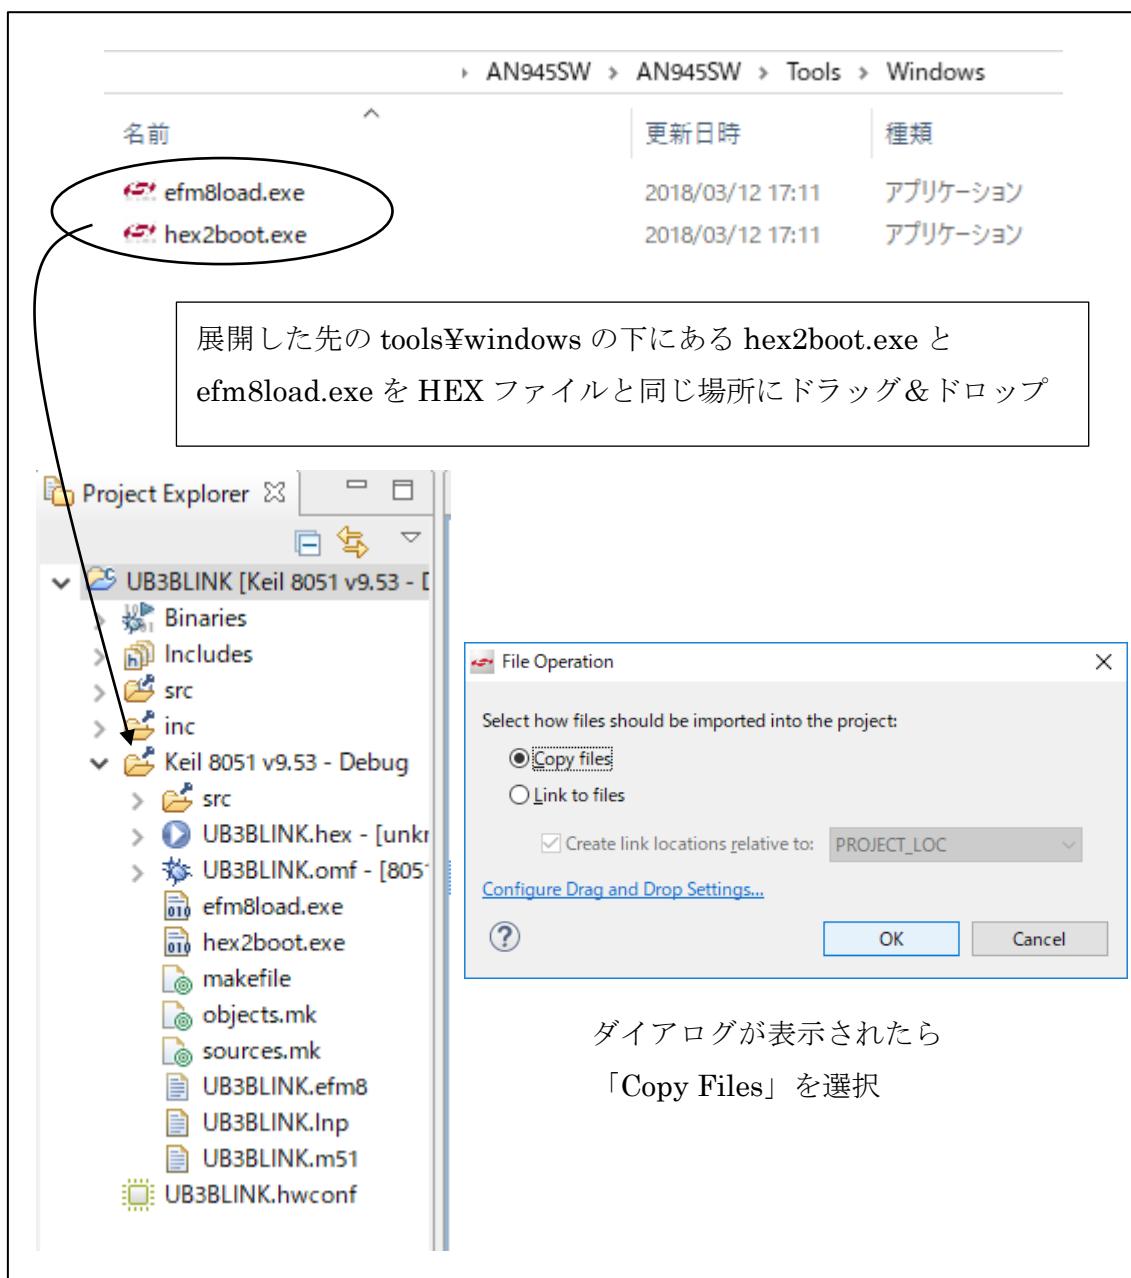 AN945SW > AN945SW > Tools > Windows
名前 更新日時 種類
efm8load.exe 2018/03/12 17:11 アプリケーション
hex2boot.exe 2018/03/12 17:11 アプリケーション
展開した先の tools¥windows の下にある hex2boot.exe と
efm8load.exe を HEX ファイルと同じ場所にドラッグ&ドロップ
Project Explorer
UB3BLINK [Keil 8051 v9.53 - D
Binaries
Includes
src
inc
Keil 8051 v9.53 - Debug
src
UB3BLINK.hex - [unkr
UB3BLINK.omf - [805
efm8load.exe
hex2boot.exe
makefile
objects.mk
sources.mk
UB3BLINK.efm8
UB3BLINK.lnp
UB3BLINK.m51
UB3BLINK.hwconf
File Operation
Select how files should be imported into the project:
Copy files
Link to files
Create link locations relative to: PROJECT_LOC
Configure Drag and Drop Settings...
OK Cancel
ダイアログが表示されたら
「Copy Files」を選択